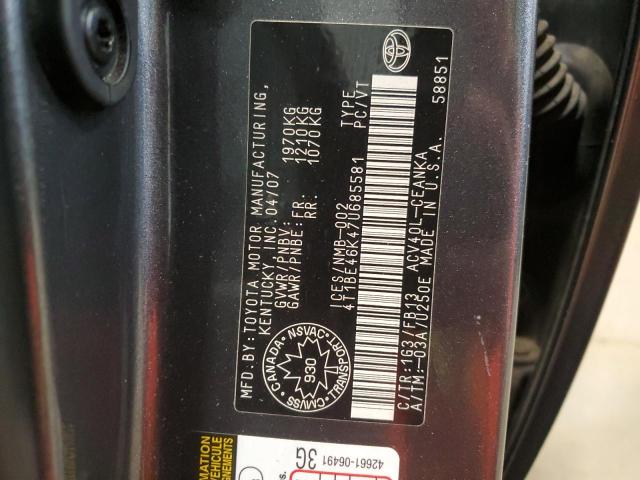 MFD. BY: TOYOTA MOTOR MANUFACTURING,
KENTUCKY INC. 04/07
GVWR/PNBV: 1970KG
GAWR/PNBE: FR: 1210KG
RR: 1070KG
CANADA NSVAC
930
CMVSS TRANSPORT
ICES/NMB-002 TYPE
4T1BE46K47U685581 PC/VT
C/TR: 1G3/FB13 ACV40L-CEANKA
A/TM: -03A/U250E MADE IN U.S.A. 58851
42661-06491
3G